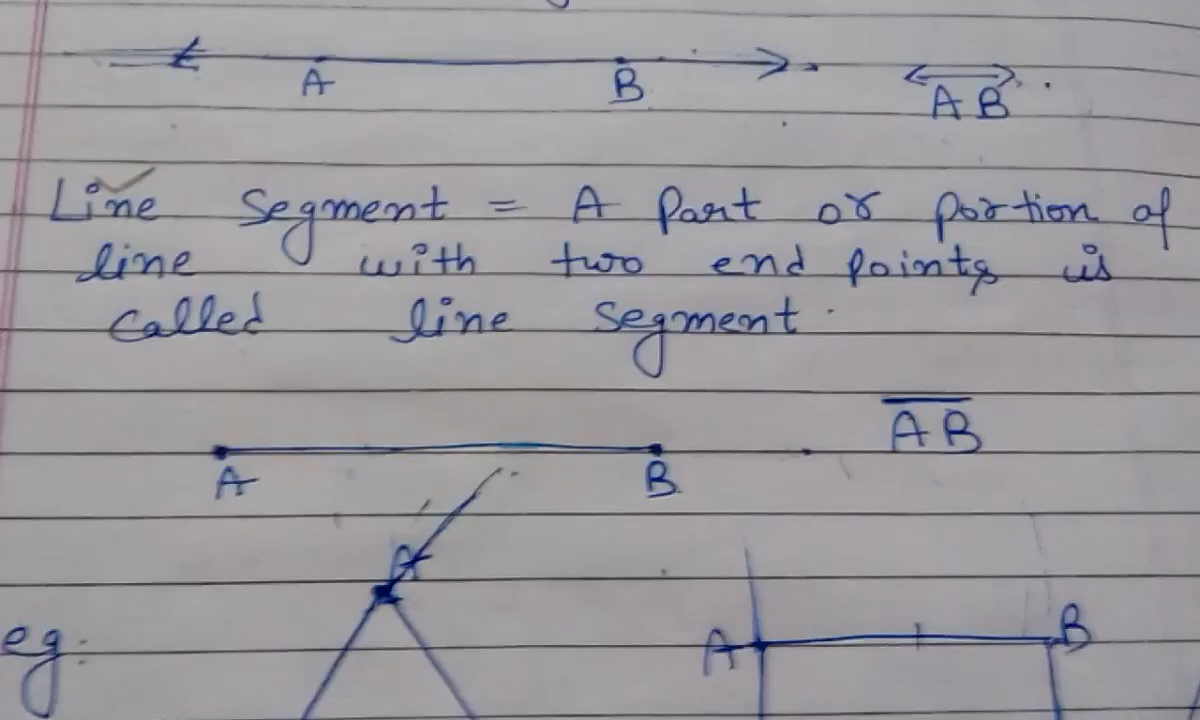 A B AB
Line Segment = A Part or portion of
line with two end points is
called line segment.
AB
A B
A
A B
eg: